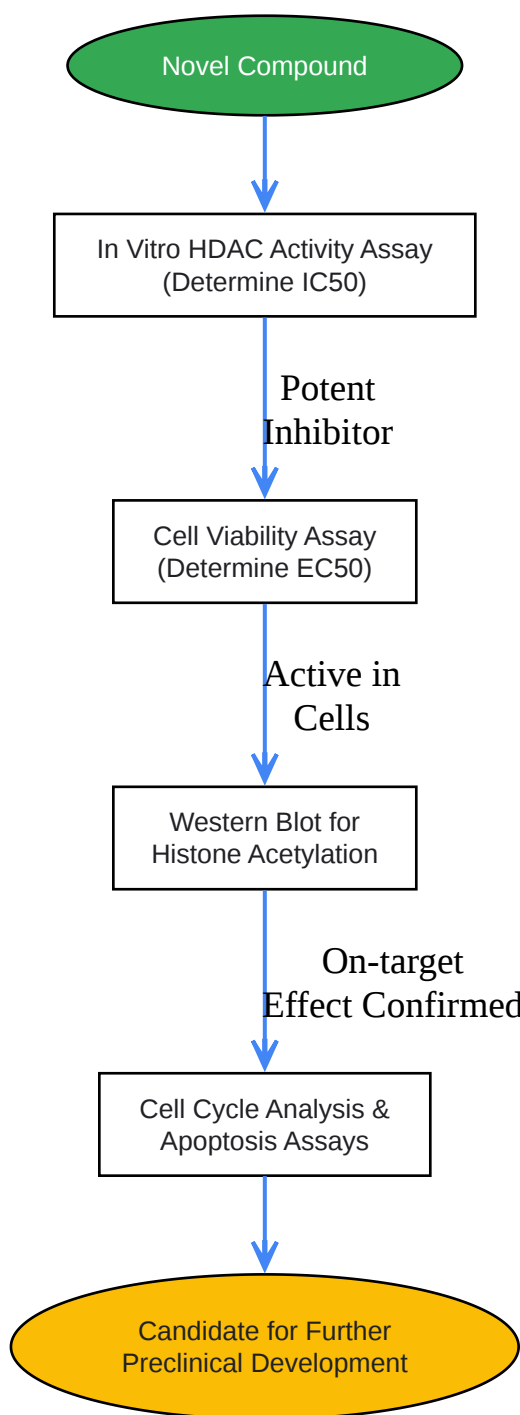 Novel Compound
In Vitro HDAC Activity Assay
(Determine IC50)
Potent
Inhibitor
Cell Viability Assay
(Determine EC50)
Active in
Cells
Western Blot for
Histone Acetylation
On-target
Effect Confirmed
Cell Cycle Analysis &
Apoptosis Assays
Candidate for Further
Preclinical Development